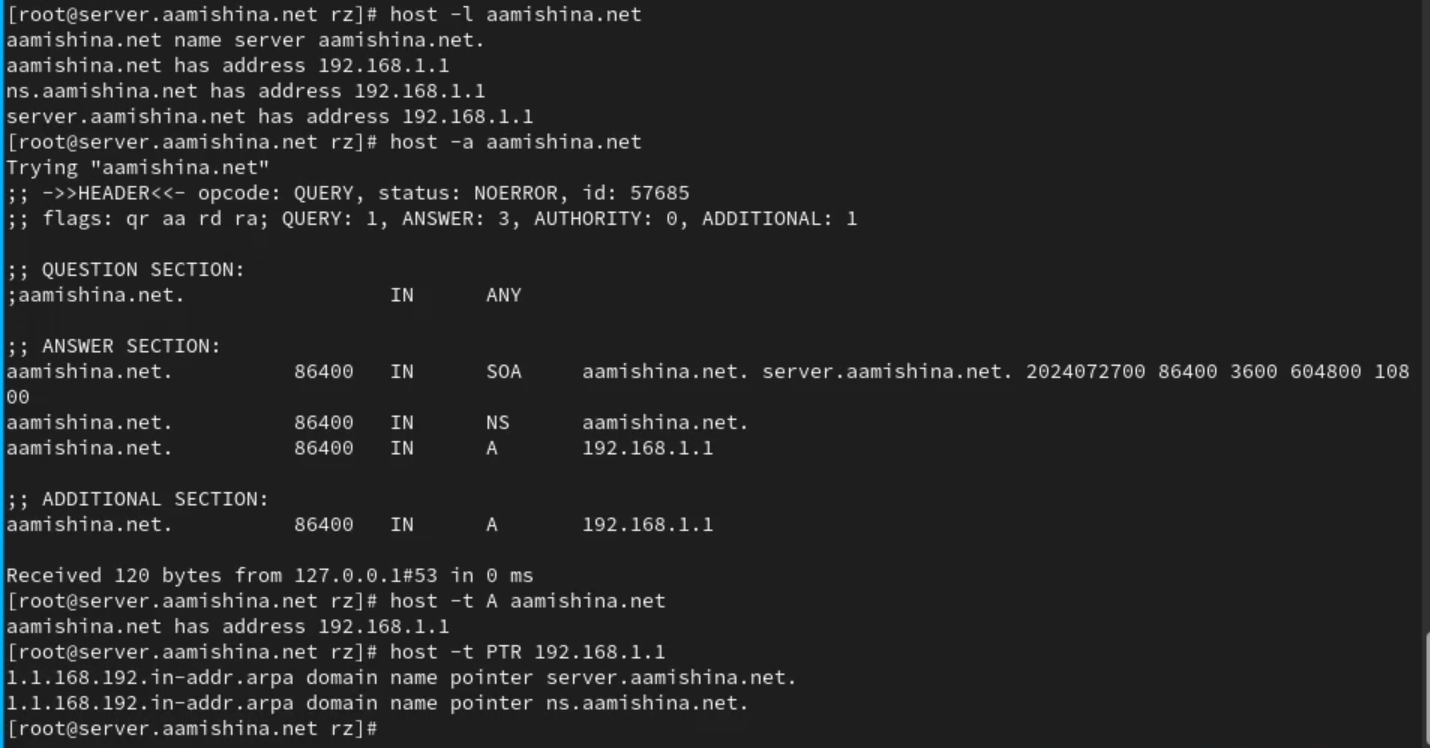 [root@server.aamishina.net rz]# host -l aamishina.net
aamishina.net name server aamishina.net.
aamishina.net has address 192.168.1.1
ns.aamishina.net has address 192.168.1.1
server.aamishina.net has address 192.168.1.1
[root@server.aamishina.net rz]# host -a aamishina.net
Trying "aamishina.net"
;; ->>HEADER<<- opcode: QUERY, status: NOERROR, id: 57685
;; flags: qr aa rd ra; QUERY: 1, ANSWER: 3, AUTHORITY: 0, ADDITIONAL: 1
;; QUESTION SECTION:
;aamishina.net. IN ANY
;; ANSWER SECTION:
aamishina.net. 86400 IN SOA aamishina.net. server.aamishina.net. 2024072700 86400 3600 604800 108
00
aamishina.net. 86400 IN NS aamishina.net.
aamishina.net. 86400 IN A 192.168.1.1
;; ADDITIONAL SECTION:
aamishina.net. 86400 IN A 192.168.1.1
Received 120 bytes from 127.0.0.1#53 in 0 ms
[root@server.aamishina.net rz]# host -t A aamishina.net
aamishina.net has address 192.168.1.1
[root@server.aamishina.net rz]# host -t PTR 192.168.1.1
1.1.168.192.in-addr.arpa domain name pointer server.aamishina.net.
1.1.168.192.in-addr.arpa domain name pointer ns.aamishina.net.
[root@server.aamishina.net rz]#